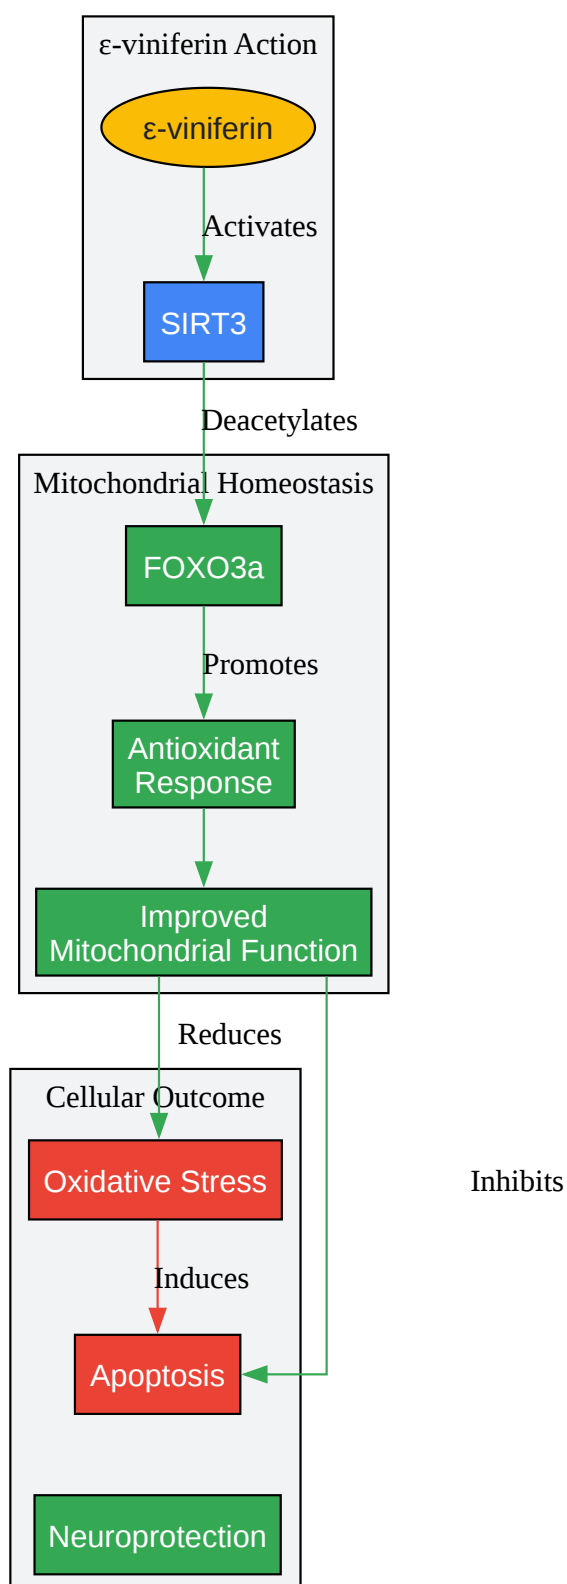 ε-viniferin Action
ε-viniferin
Activates
SIRT3
Deacetylates
Mitochondrial Homeostasis
FOXO3a
Promotes
Antioxidant
Response
Improved
Mitochondrial Function
Reduces
Cellular Outcome
Oxidative Stress
Inhibits
Induces
Apoptosis
Neuroprotection